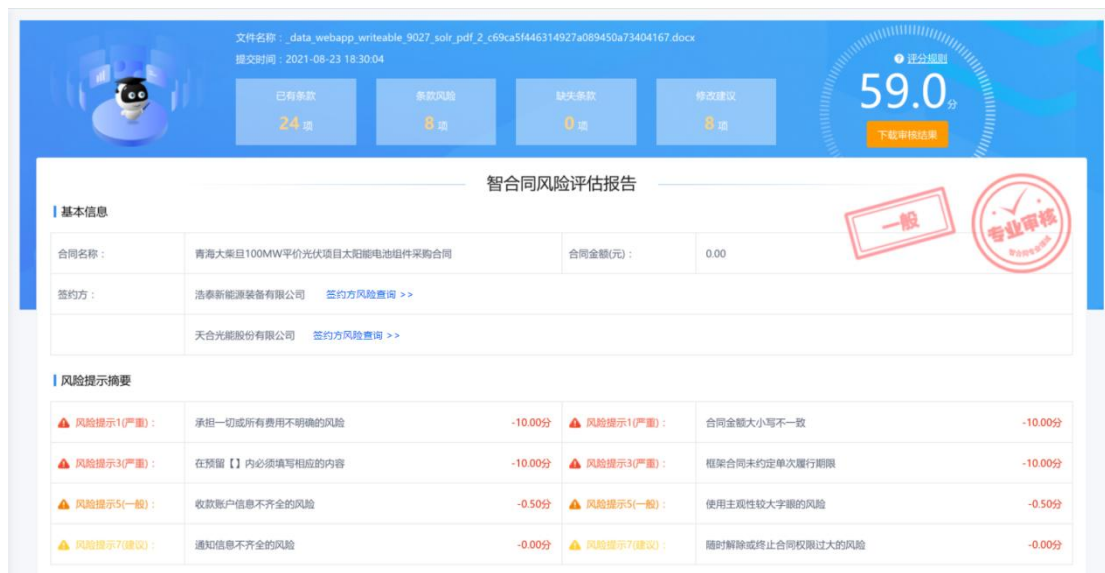 文件名称：_data_webapp_writeable_9027_solr_pdf_2_c69ca5f446314927a089450a73404167.docx
提交时间：2021-08-23 18:30:04
评分规则
59.0分
下载审核结果
已有条款 条款风险 缺失条款 修改建议
24项 8项 0项 8项
智合同风险评估报告
基本信息
一般
专业审核
合同名称： 青海大柴旦100MW平价光伏项目太阳能电池组件采购合同 合同金额(元)： 0.00
签约方： 浩泰新能源装备有限公司 签约方风险查询 >>
天合光能股份有限公司 签约方风险查询 >>
风险提示摘要
风险提示1(严重)： 承担一切或所有费用不明确的风险 -10.00分 风险提示1(严重)： 合同金额大小写不一致 -10.00分
风险提示3(严重)： 在预留【】内必须填写相应的内容 -10.00分 风险提示3(严重)： 框架合同未约定单次履行期限 -10.00分
风险提示5(一般)： 收款账户信息不齐全的风险 -0.50分 风险提示5(一般)： 使用主观性较大字眼的风险 -0.50分
风险提示7(建议)： 通知信息不齐全的风险 -0.00分 风险提示7(建议)： 随时解除或终止合同权限过大的风险 -0.00分